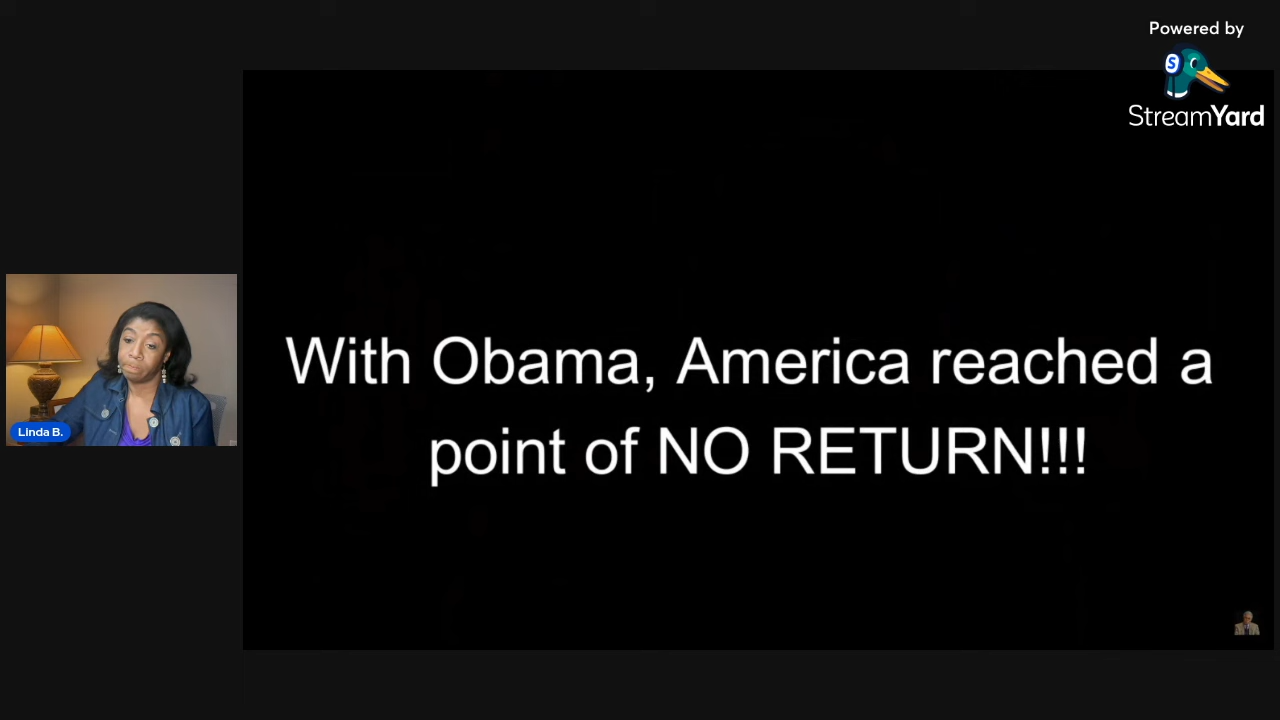 Powered by
S
StreamYard
With Obama, America reached a
point of NO RETURN!!!
Linda B.